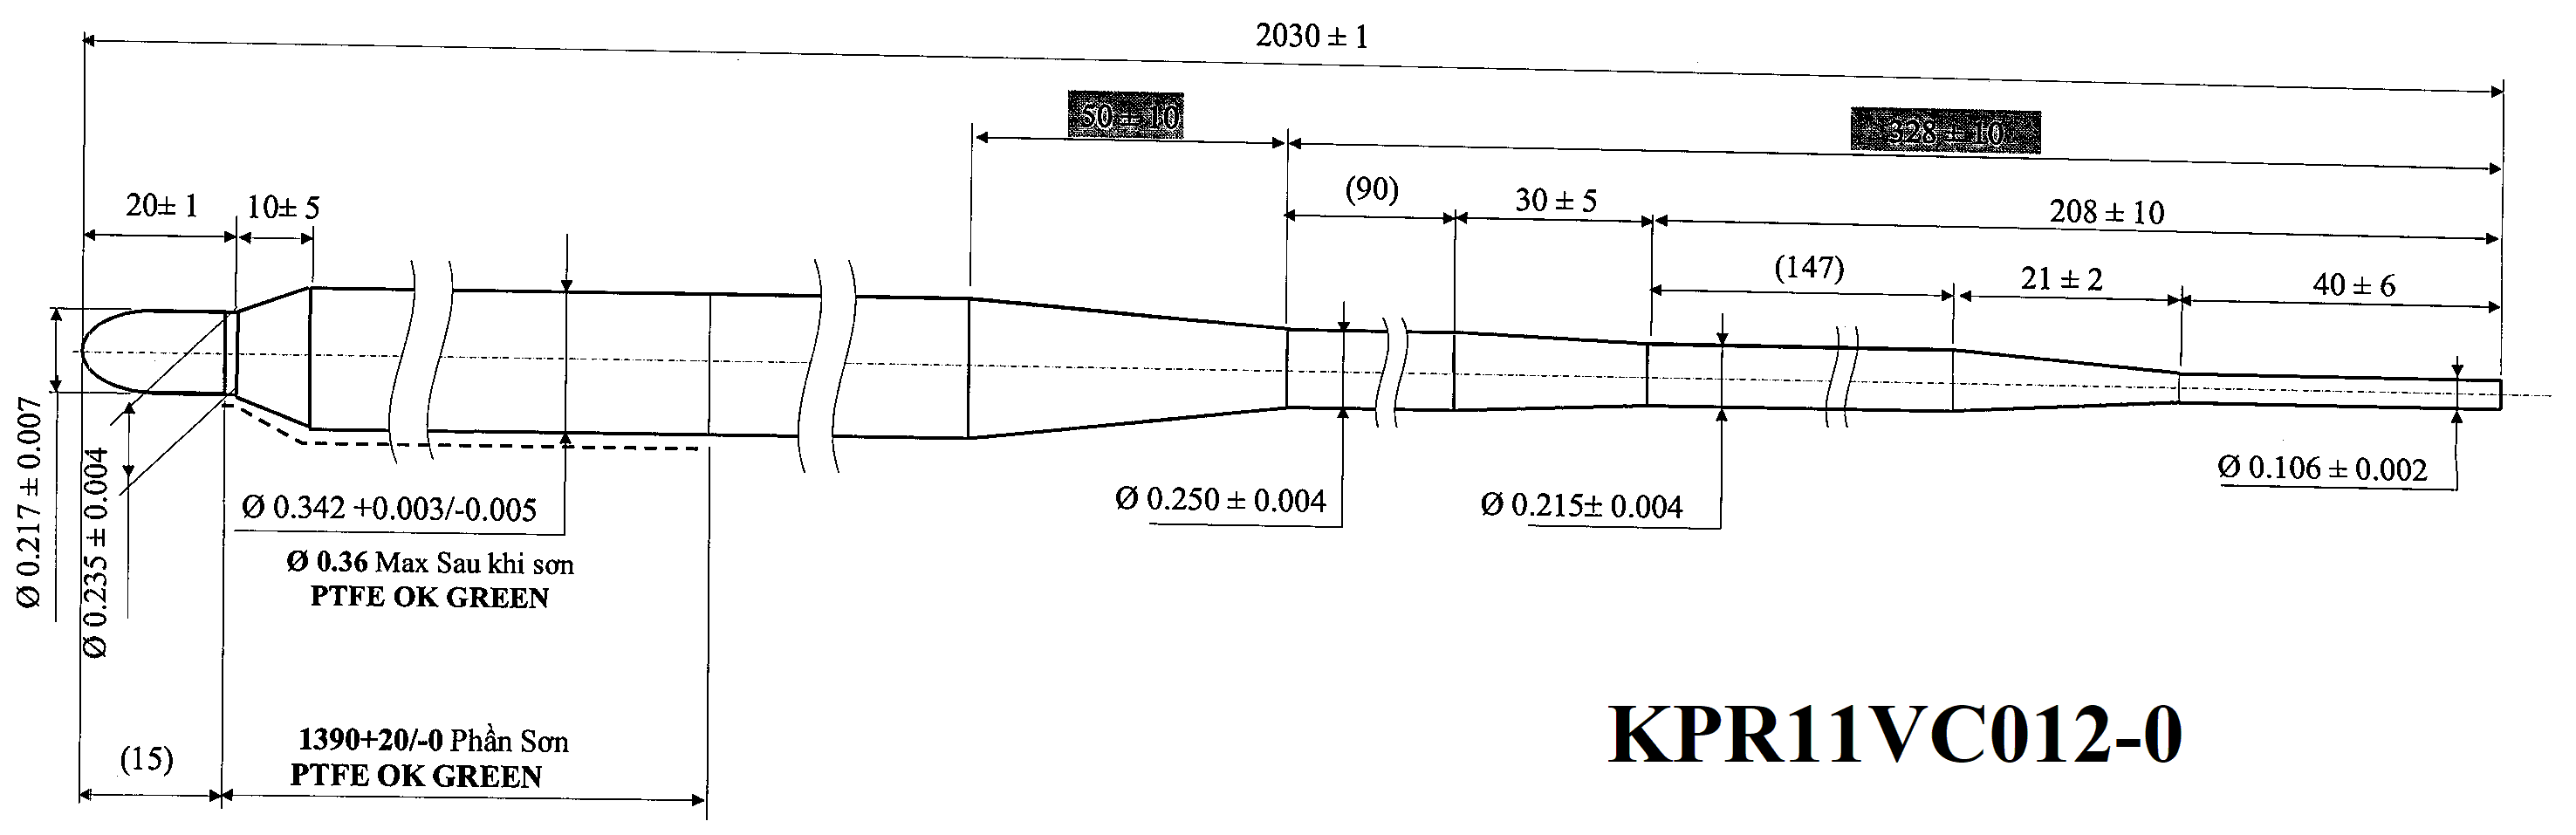 2030 ± 1
50 ± 10
328 ± 10
(90)
30 ± 5
208 ± 10
20± 1
10± 5
(147)
21 ± 2
40 ± 6
Ø 0.217 ± 0.007
Ø 0.235 ± 0.004
Ø 0.342 +0.003/-0.005
Ø 0.250 ± 0.004
Ø 0.215± 0.004
Ø 0.106 ± 0.002
Ø 0.36 Max Sau khi sơn
PTFE OK GREEN
1390+20/-0 Phần Sơn
PTFE OK GREEN
(15)
KPR11VC012-0